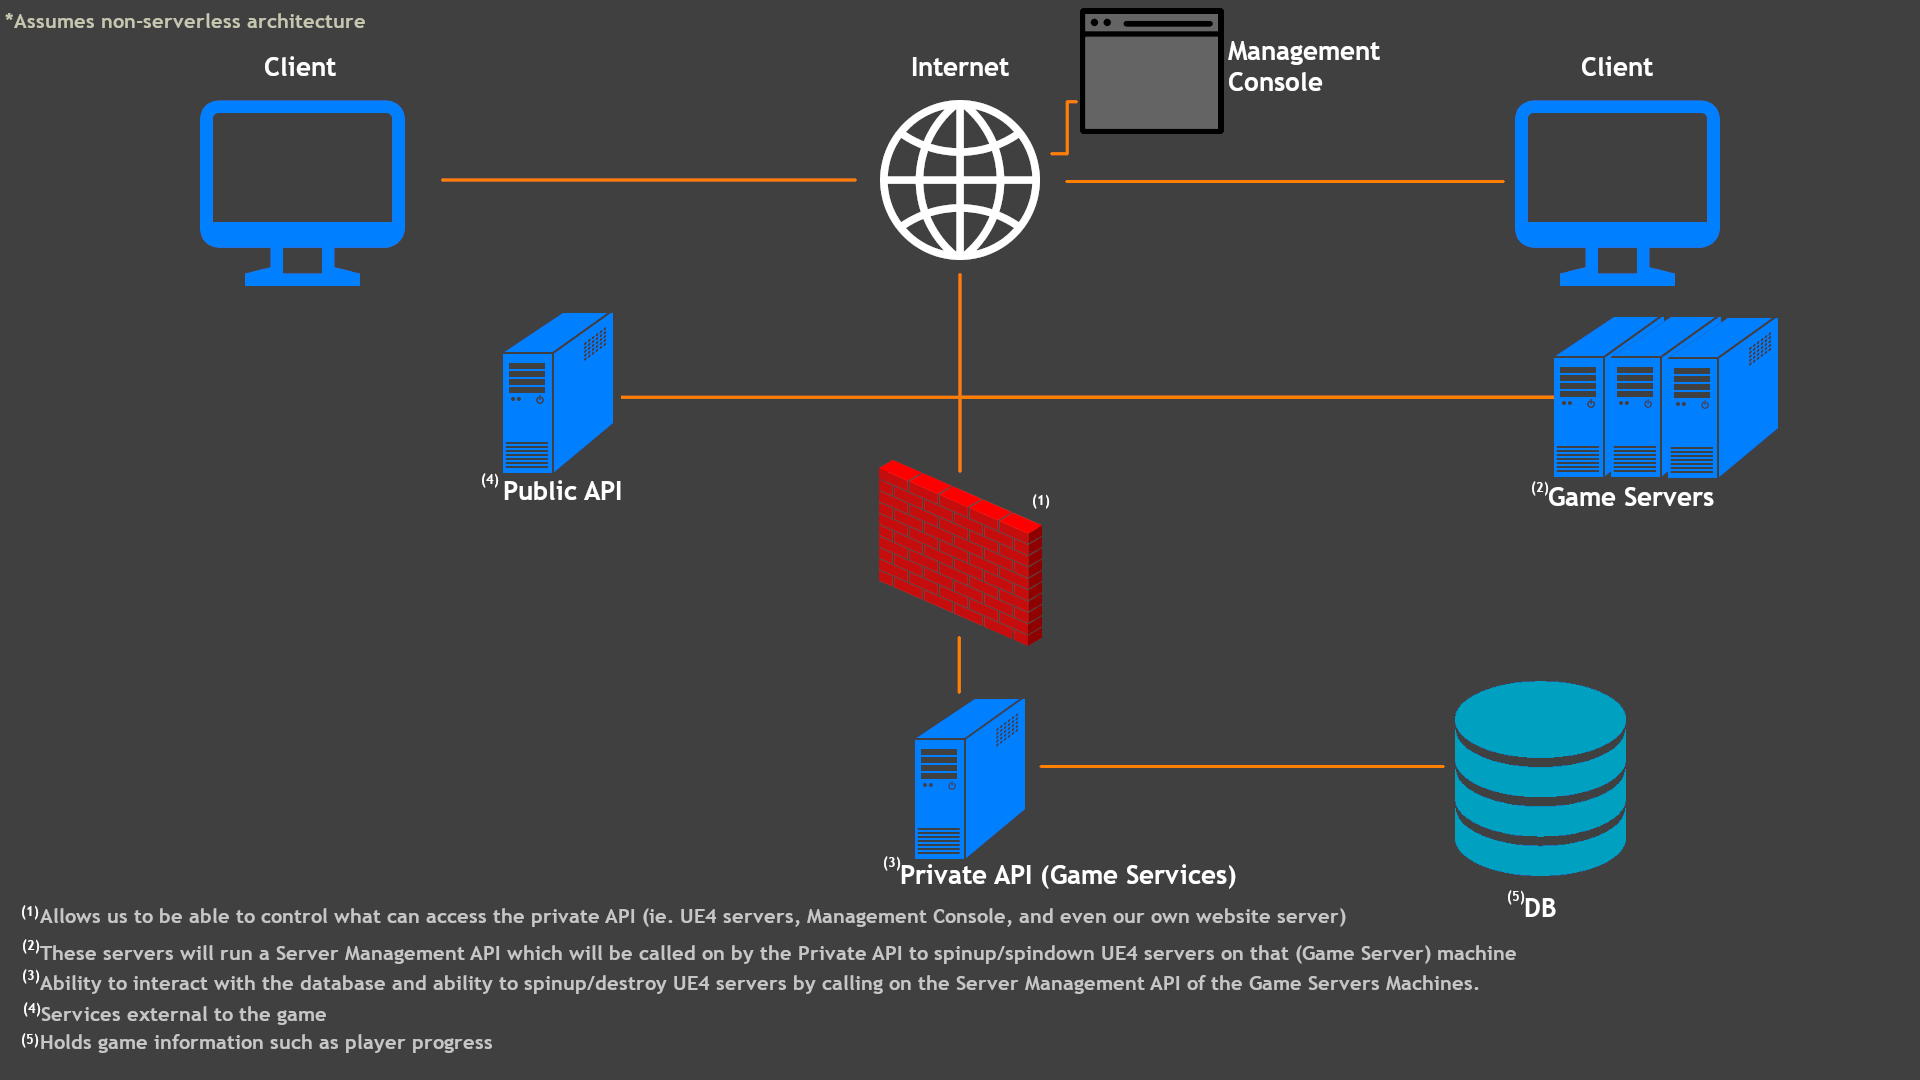 *Assumes non-serverless architecture
Client
Internet
Management
Console
Client
(4) Public API
(1)
(2)Game Servers
(3)Private API (Game Services)
(5)DB
(1)Allows us to be able to control what can access the private API (ie. UE4 servers, Management Console, and even our own website server)
(2)These servers will run a Server Management API which will be called on by the Private API to spinup/spindown UE4 servers on that (Game Server) machine
(3)Ability to interact with the database and ability to spinup/destroy UE4 servers by calling on the Server Management API of the Game Servers Machines.
(4)Services external to the game
(5)Holds game information such as player progress